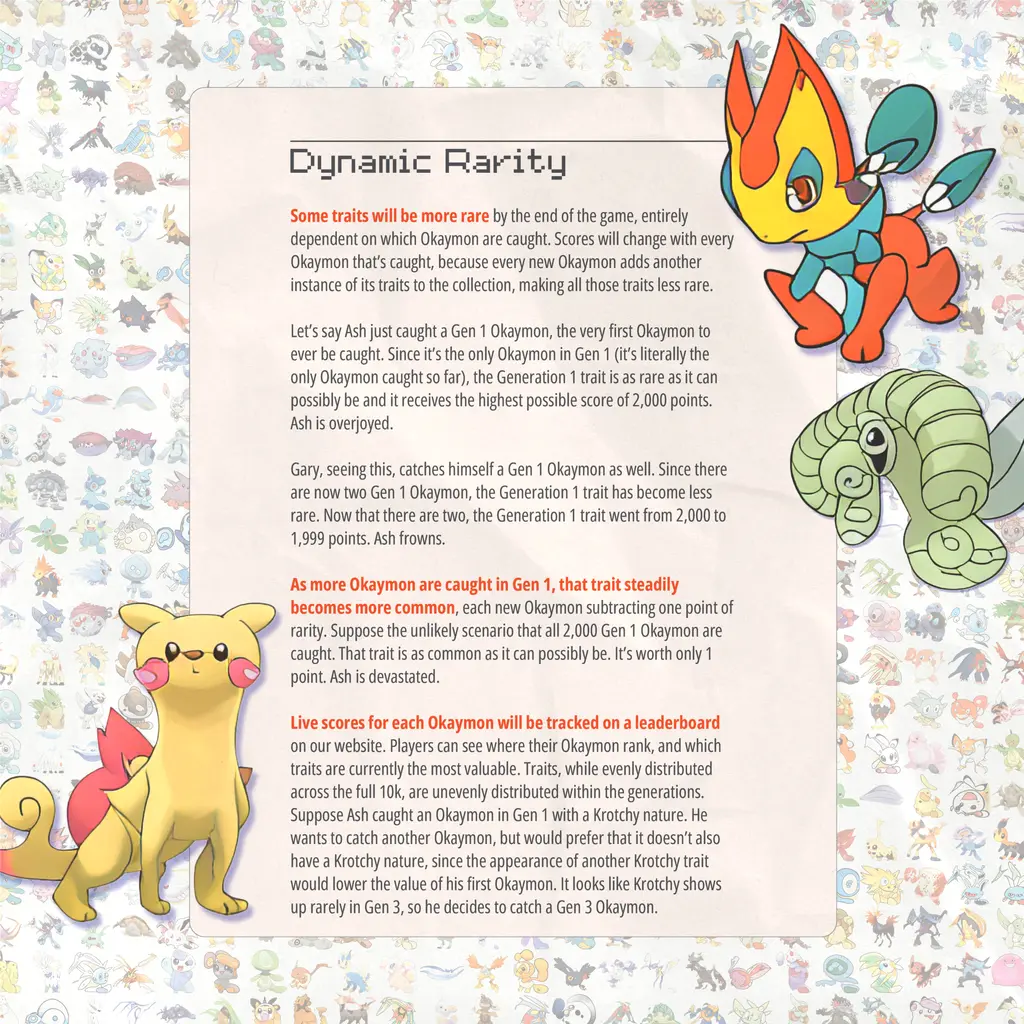 Dynamic Rarity
Some traits will be more rare by the end of the game, entirely
dependent on which Okaymon are caught. Scores will change with every
Okaymon that's caught, because every new Okaymon adds another
instance of its traits to the collection, making all those traits less rare.
Let's say Ash just caught a Gen 1 Okaymon, the very first Okaymon to
ever be caught. Since it's the only Okaymon in Gen 1 (it's literally the
only Okaymon caught so far), the Generation 1 trait is as rare as it can
possibly be and it receives the highest possible score of 2,000 points.
Ash is overjoyed.
Gary, seeing this, catches himself a Gen 1 Okaymon as well. Since there
are now two Gen 1 Okaymon, the Generation 1 trait has become less
rare. Now that there are two, the Generation 1 trait went from 2,000 to
1,999 points. Ash frowns.
As more Okaymon are caught in Gen 1, that trait steadily
becomes more common, each new Okaymon subtracting one point of
rarity. Suppose the unlikely scenario that all 2,000 Gen 1 Okaymon are
caught. That trait is as common as it can possibly be. It's worth only 1
point. Ash is devastated.
Live scores for each Okaymon will be tracked on a leaderboard
on our website. Players can see where their Okaymon rank, and which
traits are currently the most valuable. Traits, while evenly distributed
across the full 10k, are unevenly distributed within the generations.
Suppose Ash caught an Okaymon in Gen 1 with a Krotchy nature. He
wants to catch another Okaymon, but would prefer that it doesn't also
have a Krotchy nature, since the appearance of another Krotchy trait
would lower the value of his first Okaymon. It looks like Krotchy shows
up rarely in Gen 3, so he decides to catch a Gen 3 Okaymon.